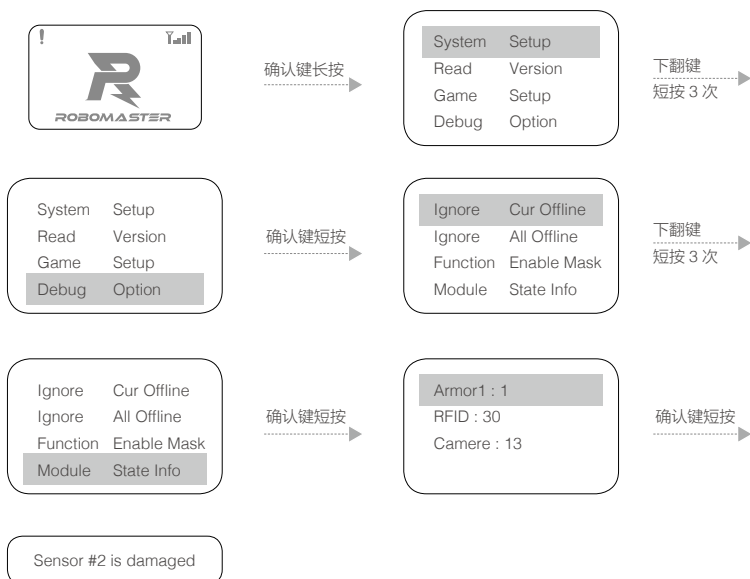 !
ROBOMASTER
确认键长按
System Setup
Read Version
Game Setup
Debug Option
下翻键
短按 3 次
System Setup
Read Version
Game Setup
Debug Option
确认键短按
Ignore Cur Offline
Ignore All Offline
Function Enable Mask
Module State Info
下翻键
短按 3 次
Ignore Cur Offline
Ignore All Offline
Function Enable Mask
Module State Info
确认键短按
Armor1 : 1
RFID : 30
Camere : 13
确认键短按
Sensor #2 is damaged